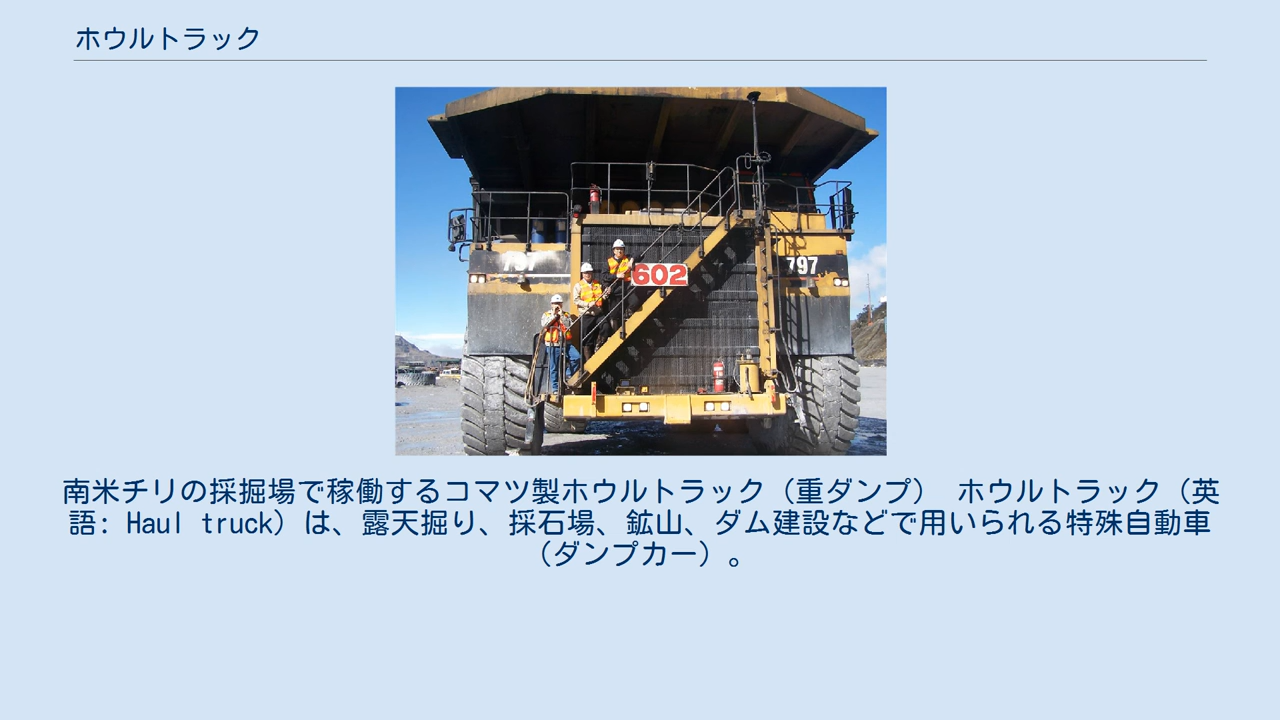 ホウルトラック
797
602
797
南米チリの採掘場で稼働するコマツ製ホウルトラック（重ダンプ） ホウルトラック（英
語: Haul truck）は、露天掘り、採石場、鉱山、ダム建設などで用いられる特殊自動車
（ダンプカー）。